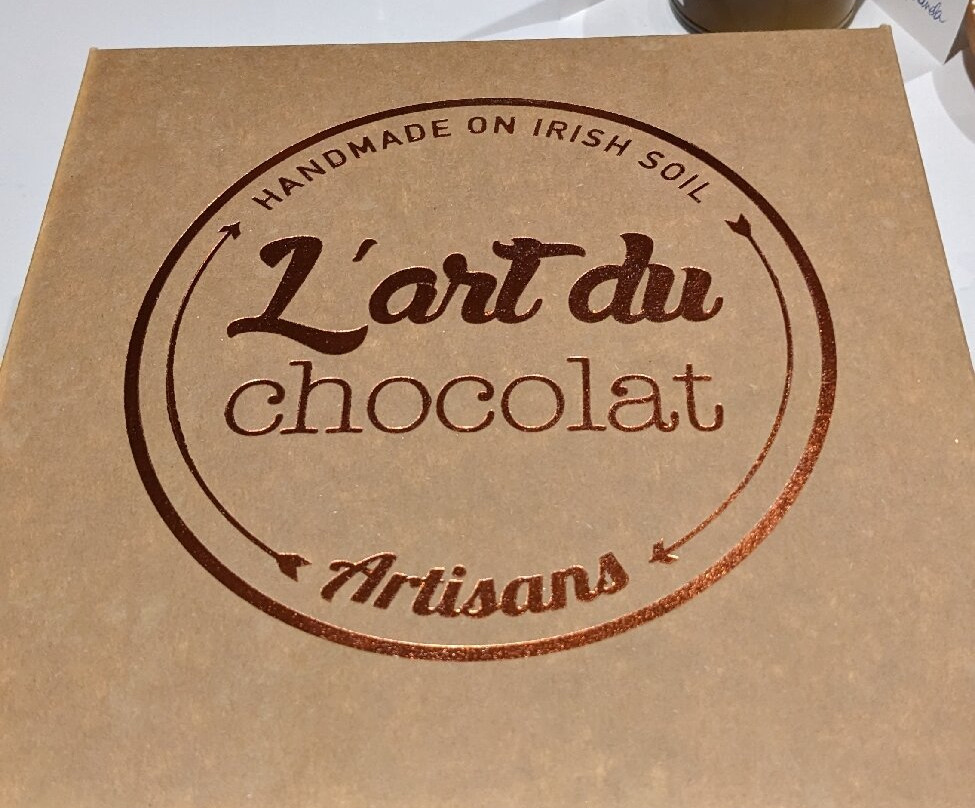 HANDMADE ON IRISH SOIL
L'art du
chocolat
Artisans